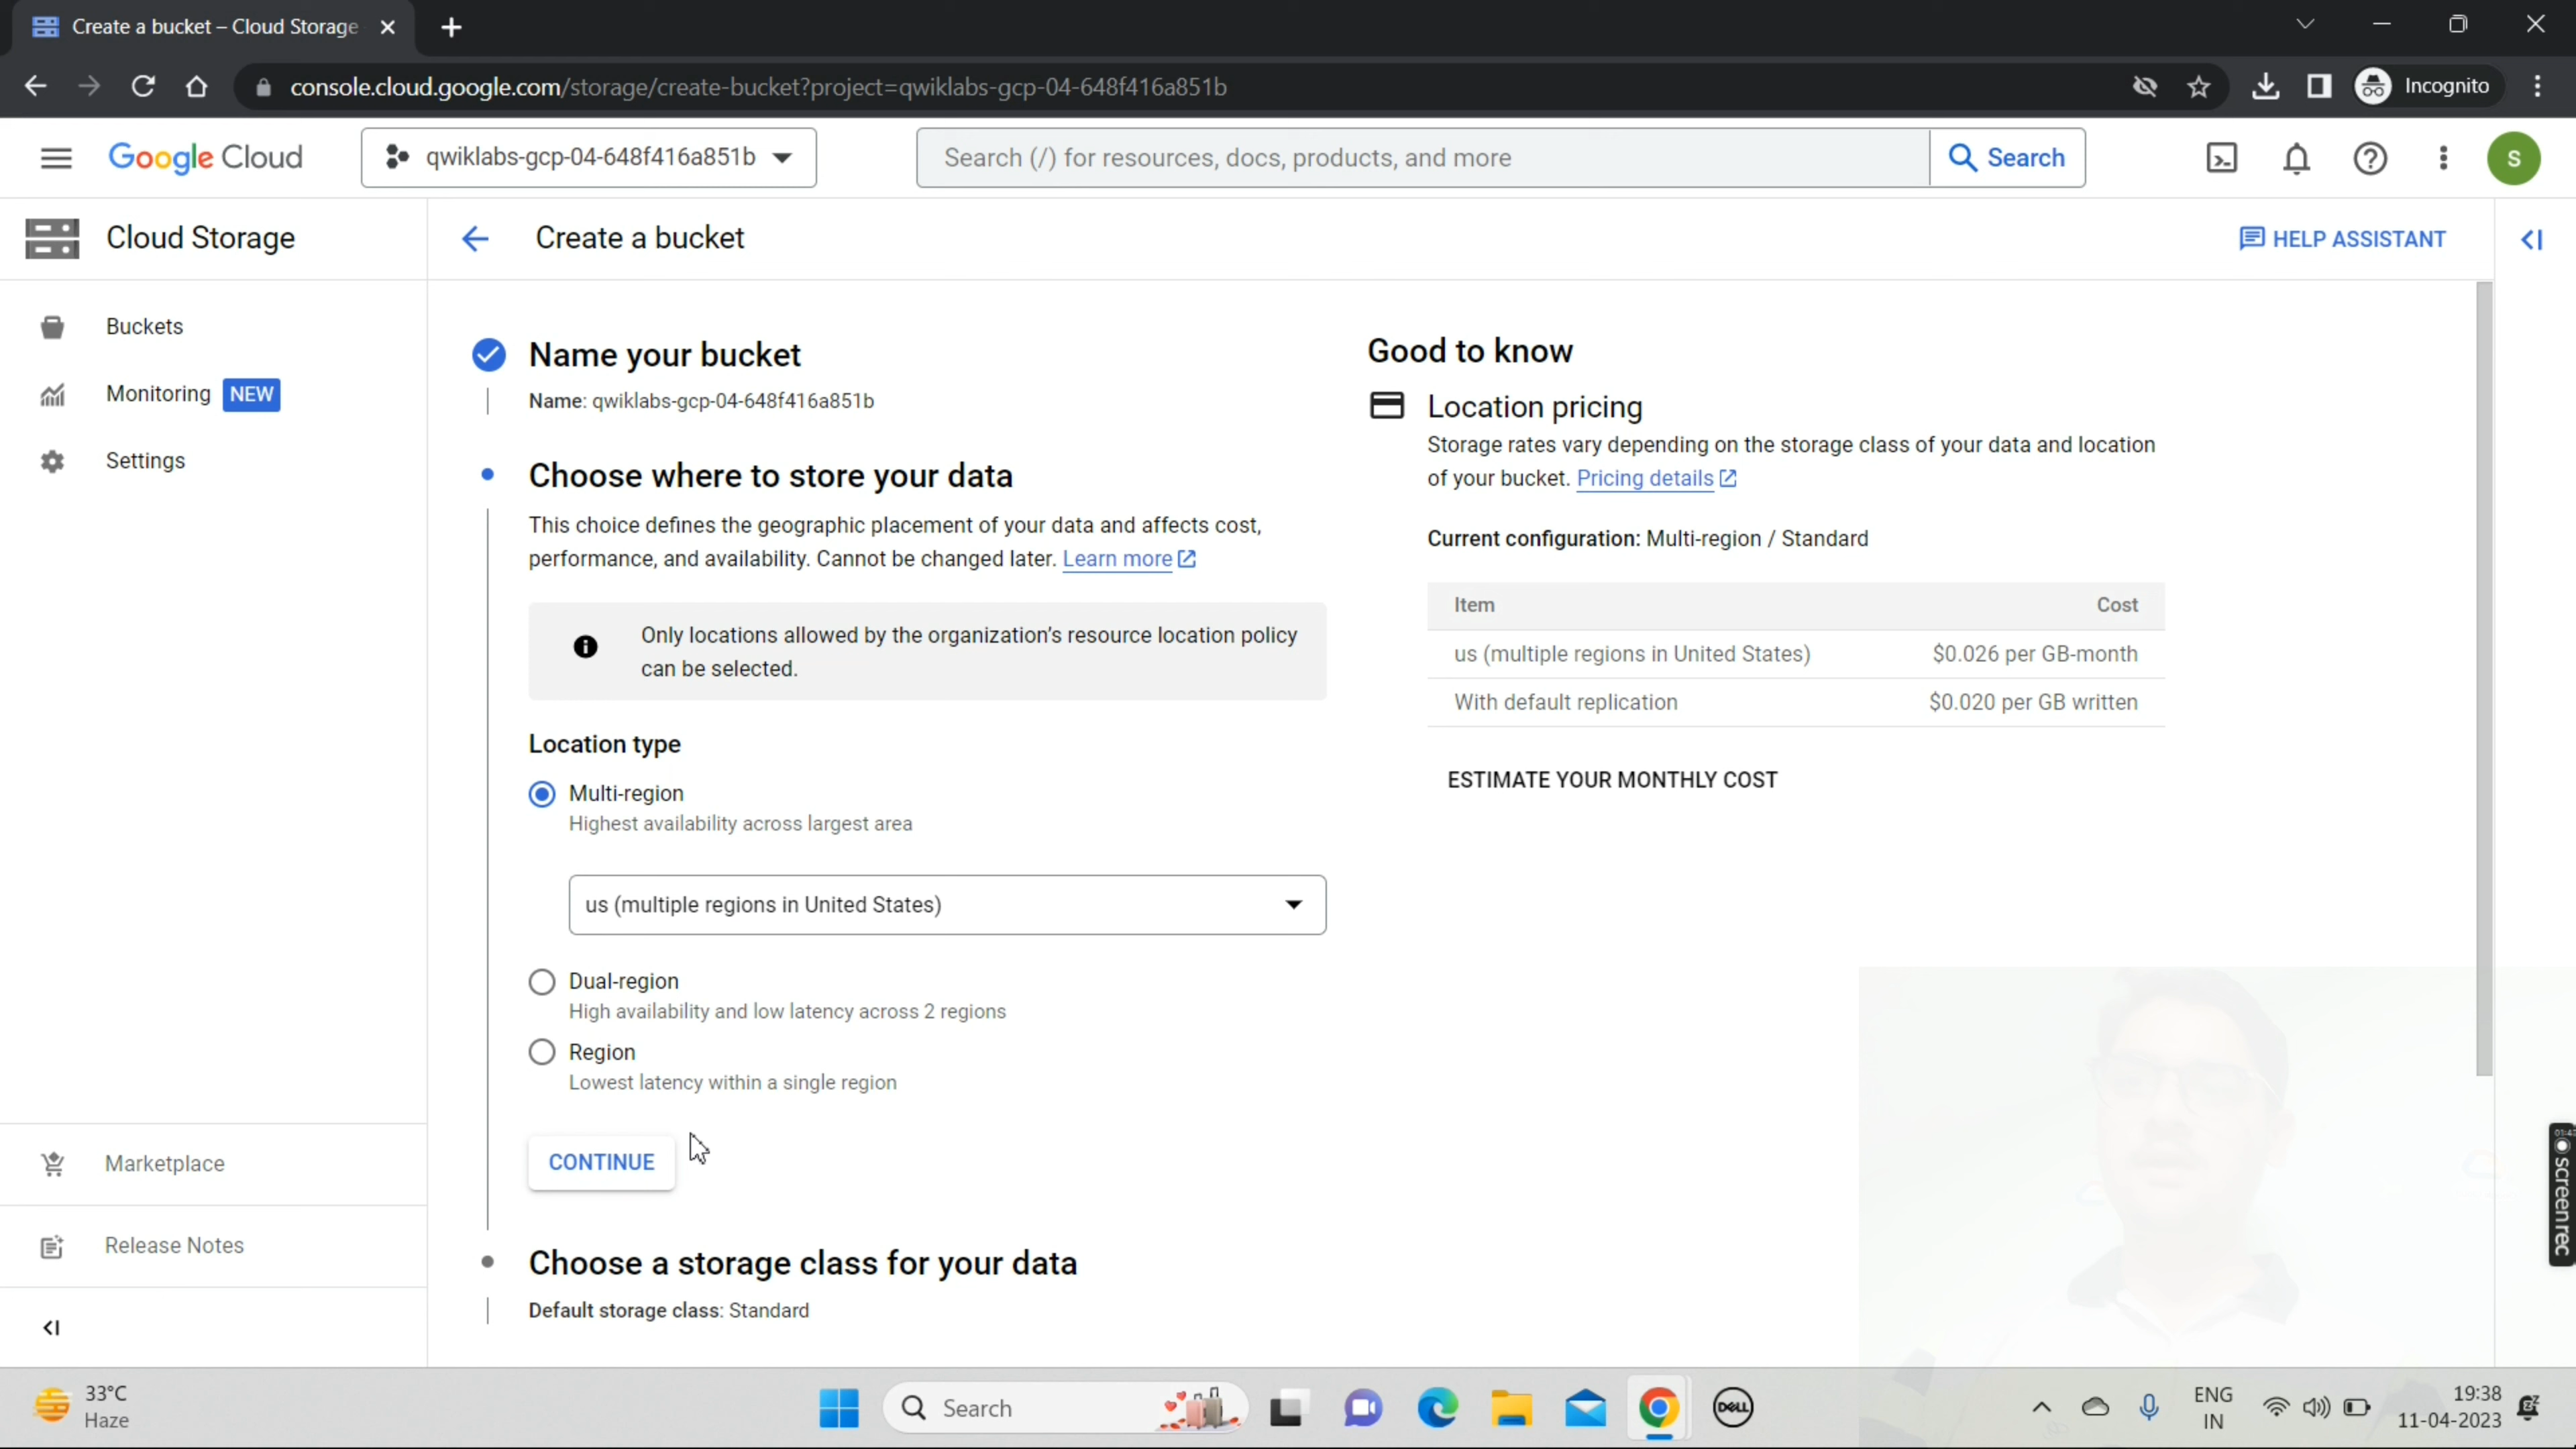 Create a bucket – Cloud Storage
console.cloud.google.com/storage/create-bucket?project=qwiklabs-gcp-04-648f416a851b
Incognito
Google Cloud
qwiklabs-gcp-04-648f416a851b
Search (/) for resources, docs, products, and more
Search
S
Cloud Storage
Create a bucket
HELP ASSISTANT
Buckets
Monitoring NEW
Settings
Marketplace
Release Notes
Name your bucket
Name: qwiklabs-gcp-04-648f416a851b
Choose where to store your data
This choice defines the geographic placement of your data and affects cost,
performance, and availability. Cannot be changed later. Learn more
Only locations allowed by the organization's resource location policy
can be selected.
Location type
Multi-region
Highest availability across largest area
us (multiple regions in United States)
Dual-region
High availability and low latency across 2 regions
Region
Lowest latency within a single region
CONTINUE
Choose a storage class for your data
Default storage class: Standard
Good to know
Location pricing
Storage rates vary depending on the storage class of your data and location
of your bucket. Pricing details
Current configuration: Multi-region / Standard
Item Cost
us (multiple regions in United States) $0.026 per GB-month
With default replication $0.020 per GB written
ESTIMATE YOUR MONTHLY COST
screenrec
33°C
Haze
Search
DELL
ENG
IN
19:38
11-04-2023